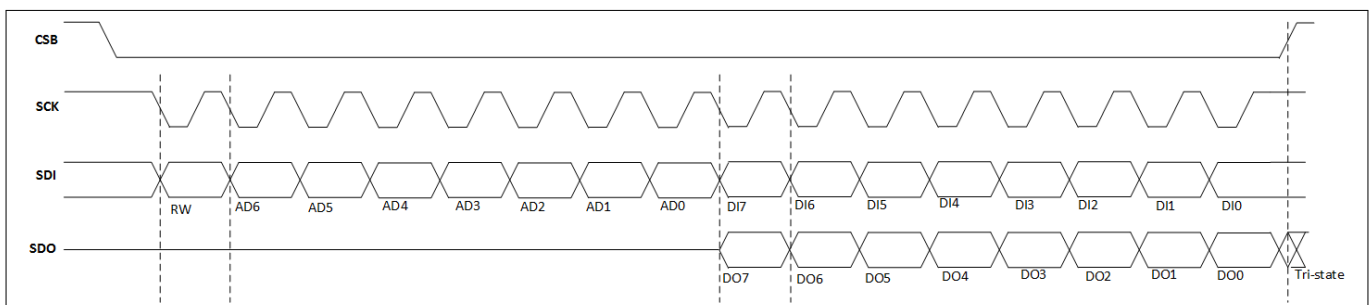 CSB
SCK
SDI
RW AD6 AD5 AD4 AD3 AD2 AD1 AD0 DI7 DI6 DI5 DI4 DI3 DI2 DI1 DI0
SDO
DO7 DO6 DO5 DO4 DO3 DO2 DO1 DO0 Tri-state